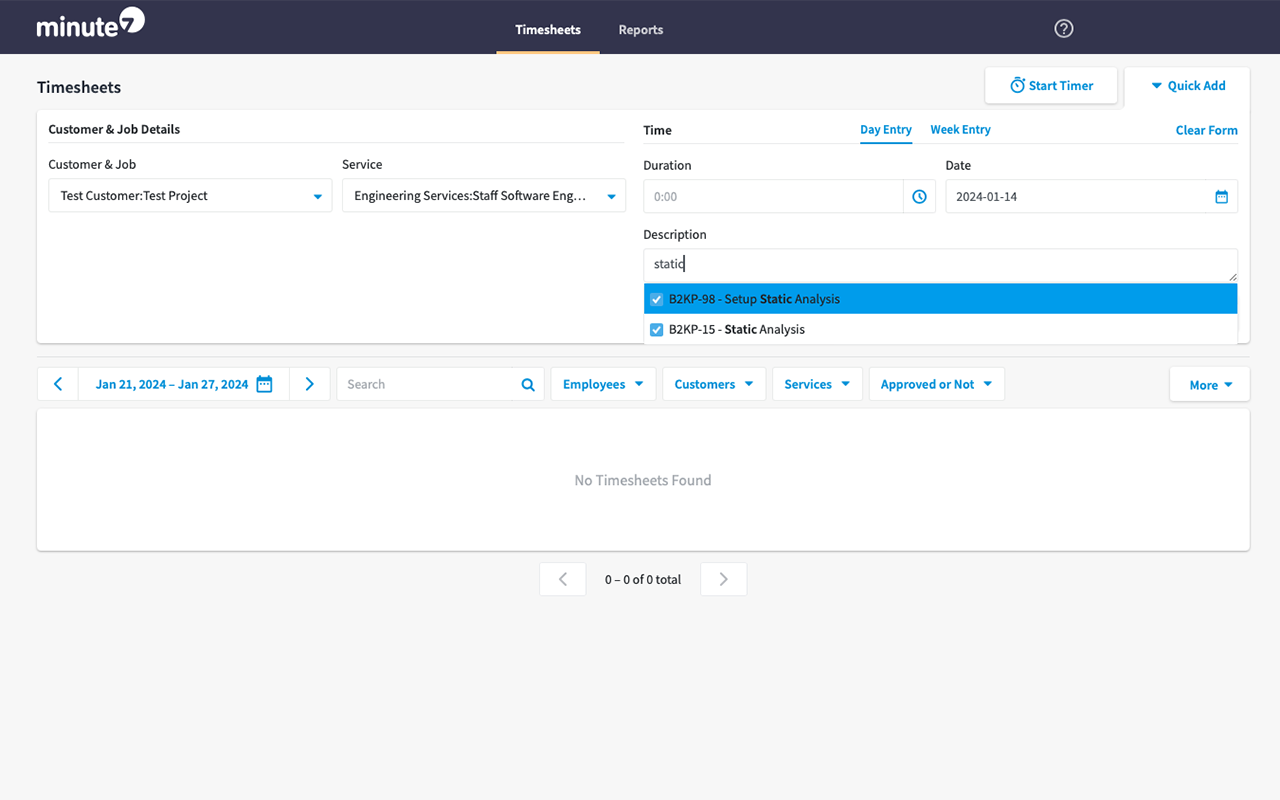 minute7
Timesheets
Reports
?
Timesheets
Start Timer
Quick Add
Customer & Job Details
Customer & Job
Service
Test Customer:Test Project
Engineering Services:Staff Software Eng…
Time
Day Entry
Week Entry
Clear Form
Duration
Date
0:00
2024-01-14
Description
static
B2KP-98 - Setup Static Analysis
B2KP-15 - Static Analysis
Jan 21, 2024 – Jan 27, 2024
Search
Employees
Customers
Services
Approved or Not
More
No Timesheets Found
0 – 0 of 0 total